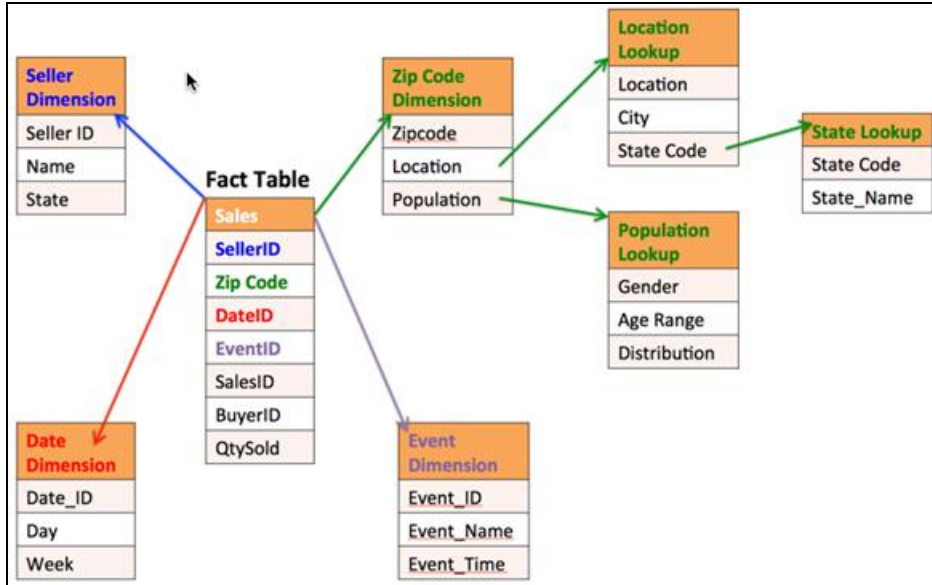 Seller
Dimension
Seller ID
Name
State
Fact Table
Sales
SellerID
Zip Code
DateID
EventID
SalesID
BuyerID
QtySold
Date
Dimension
Date_ID
Day
Week
Zip Code
Dimension
Zipcode
Location
Population
Event
Dimension
Event_ID
Event_Name
Event_Time
Location
Lookup
Location
City
State Code
Population
Lookup
Gender
Age Range
Distribution
State Lookup
State Code
State_Name